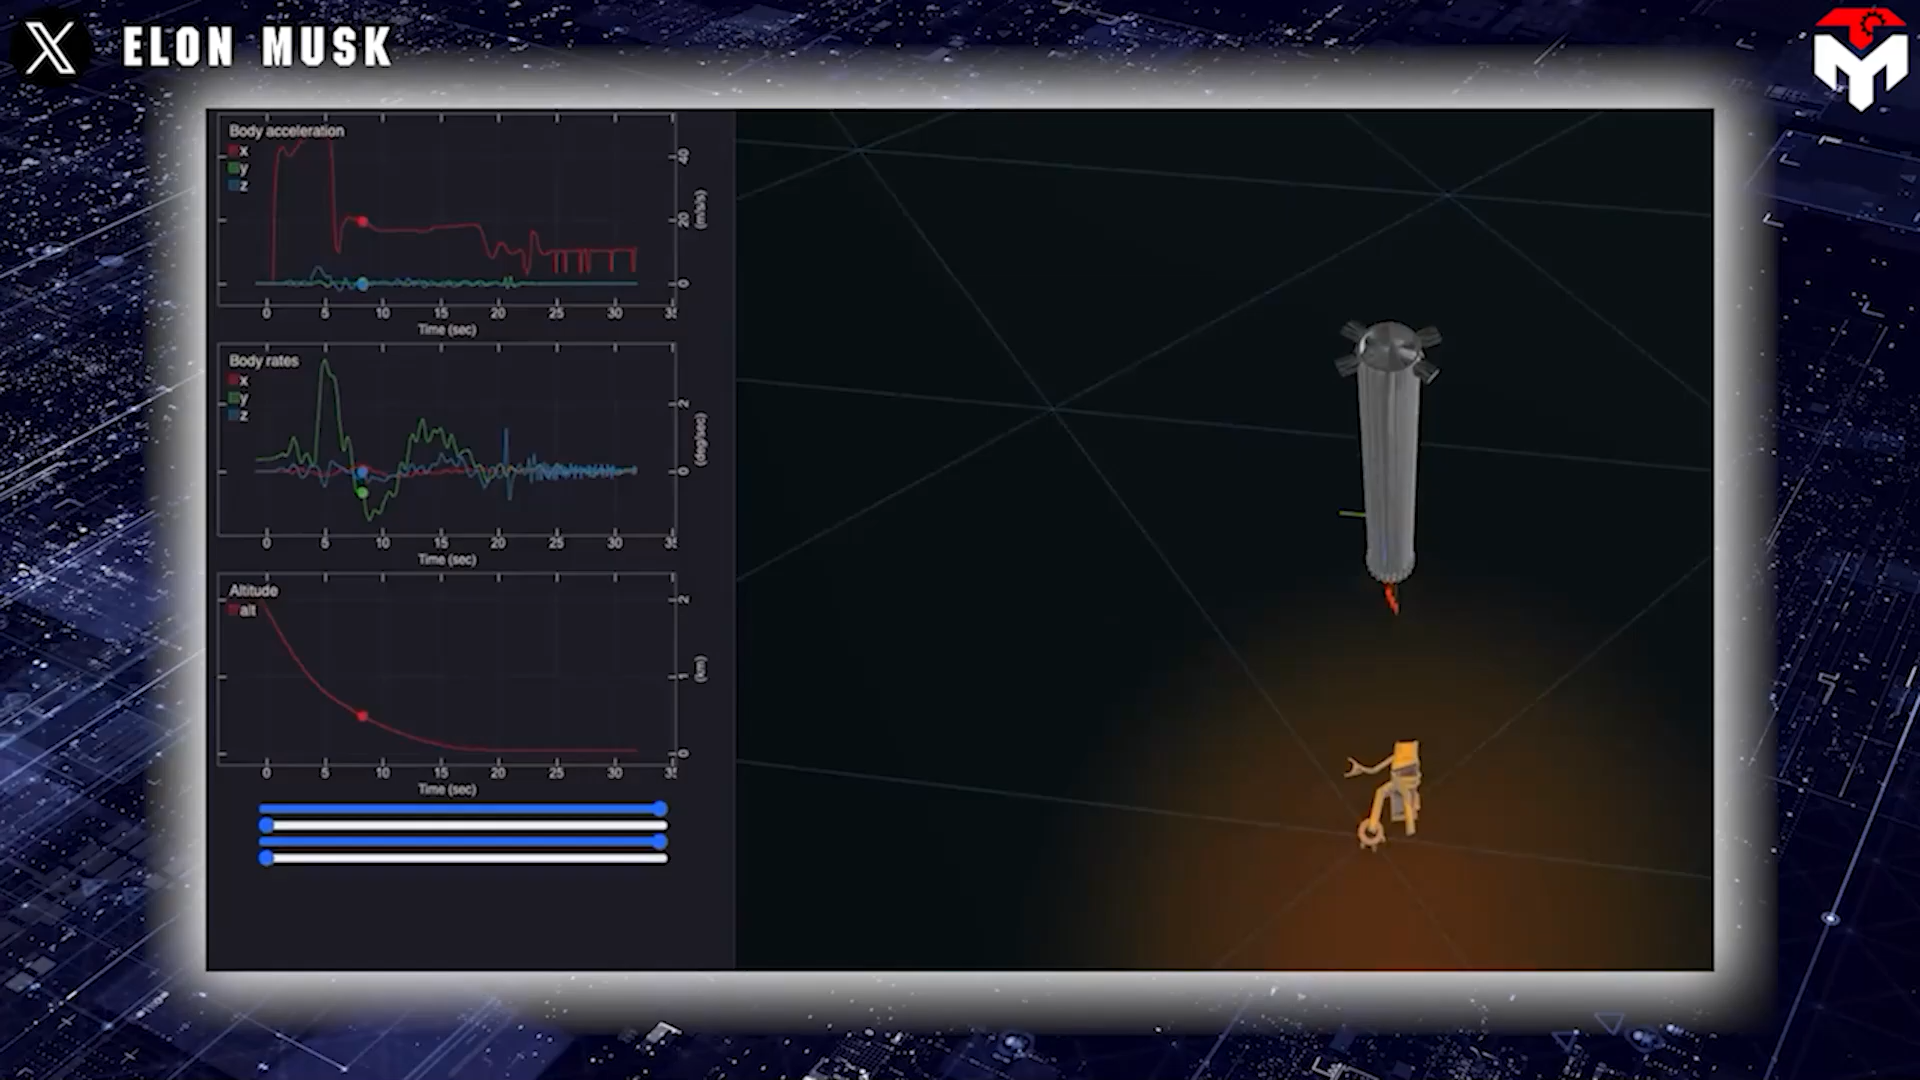 X ELON MUSK
M
Body acceleration
x
y
z
40
20
0
(m/s/s)
0 5 10 15 20 25 30 35
Time (sec)
Body rates
x
y
z
2
0
(deg/sec)
0 5 10 15 20 25 30 35
Time (sec)
Altitude
alt
2
1
0
(km)
0 5 10 15 20 25 30 35
Time (sec)